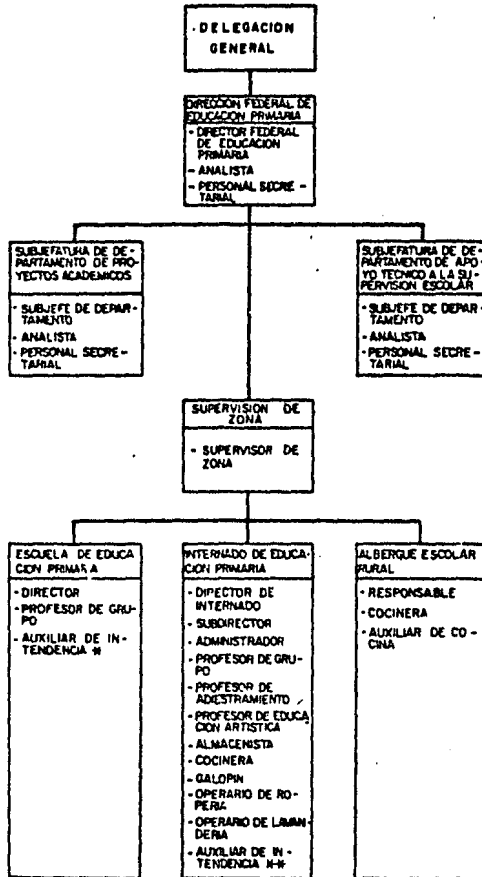 DELEGACION
GENERAL
DIRECCION FEDERAL DE
EDUCACION PRIMARIA
- DIRECTOR FEDERAL
DE EDUCACION
PRIMARIA
- ANALISTA
- PERSONAL SECRE-
TARIAL
SUBJEFATURA DE DE-
PARTAMENTO DE PRO-
YECTOS ACADEMICOS
- SUBJEFE DE DEPAR-
TAMENTO
- ANALISTA
- PERSONAL SECRE-
TARIAL
SUBJEFATURA DE DE-
PARTAMENTO DE APO-
YO TECNICO A LA SU-
PERVISION ESCOLAR
- SUBJEFE DE DEPAR-
TAMENTO
- ANALISTA
- PERSONAL SECRE-
TARIAL
SUPERVISION DE
ZONA
- SUPERVISOR DE
ZONA
ESCUELA DE EDUCA
CION PRIMARIA
- DIRECTOR
- PROFESOR DE GRU-
PO
- AUXILIAR DE IN-
TENDENCIA *
INTERNADO DE EDUCA-
CION PRIMARIA
- DIRECTOR DE
INTERNADO
- SUBDIRECTOR
- ADMINISTRADOR
- PROFESOR DE GRU-
PO
- PROFESOR DE
ADIESTRAMIENTO
- PROFESOR DE EDUCA
CION ARTISTICA
- ALMACENISTA
- COCINERA
- GALOPIN
- OPERARIO DE RO-
PERIA
- OPERARIO DE LAVAN
DERIA
- AUXILIAR DE IN-
TENDENCIA **
ALBERGUE ESCOLAR
RURAL
- RESPONSABLE
- COCINERA
- AUXILIAR DE CO-
CINA